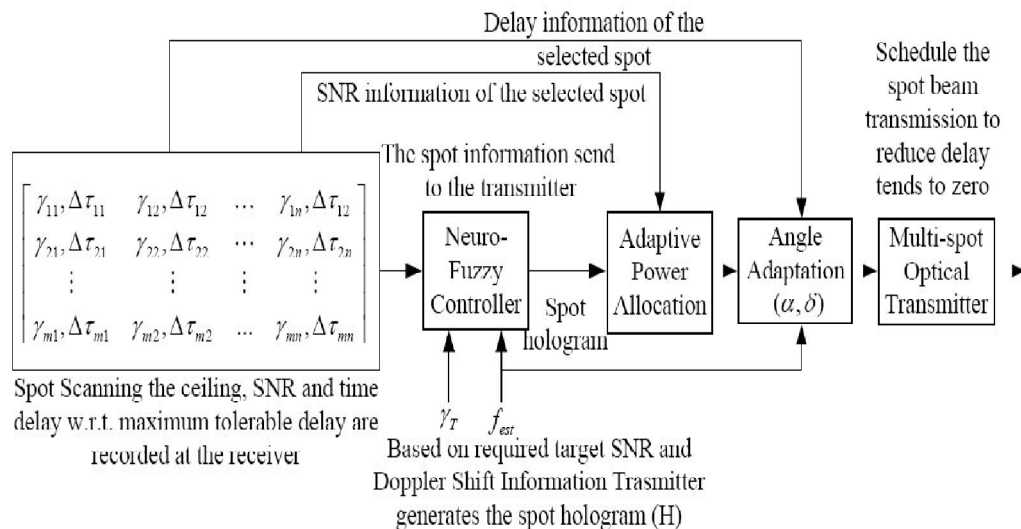 Delay information of the
selected spot
SNR information of the selected spot
Schedule the
spot beam
transmission to
reduce delay
tends to zero
The spot information send
to the transmitter
γ₁₁, Δτ₁₁ γ₁₂, Δτ₁₂ ... γ₁ₙ, Δτ₁₂
γ₂₁, Δτ₂₁ γ₂₂, Δτ₂₂ ... γ₂ₙ, Δτ₂ₙ
⋮ ⋮ ⋮ ⋮
γₘ₁, Δτₘ₁ γₘ₂, Δτₘ₂ ... γₘₙ, Δτₘₙ
Neuro-
Fuzzy
Controller
Spot
hologram
Adaptive
Power
Allocation
Angle
Adaptation
(α, δ)
Multi-spot
Optical
Transmitter
Spot Scanning the ceiling, SNR and time
delay w.r.t. maximum tolerable delay are
recorded at the receiver
γ_T f_est
Based on required target SNR and
Doppler Shift Information Trasmitter
generates the spot hologram (H)